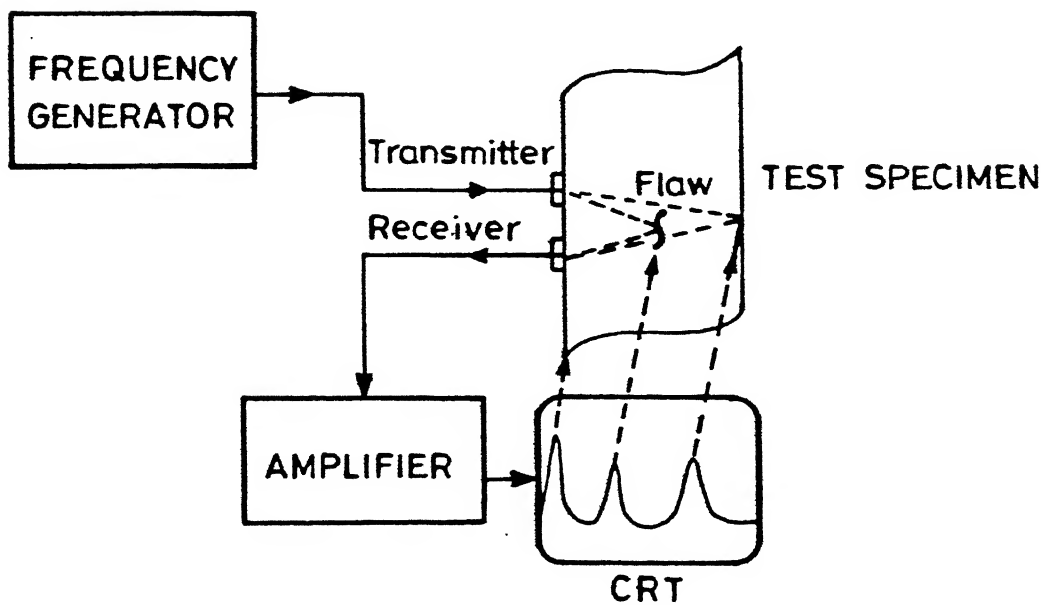 FREQUENCY
GENERATOR
Transmitter
Flaw
TEST SPECIMEN
Receiver
AMPLIFIER
CRT